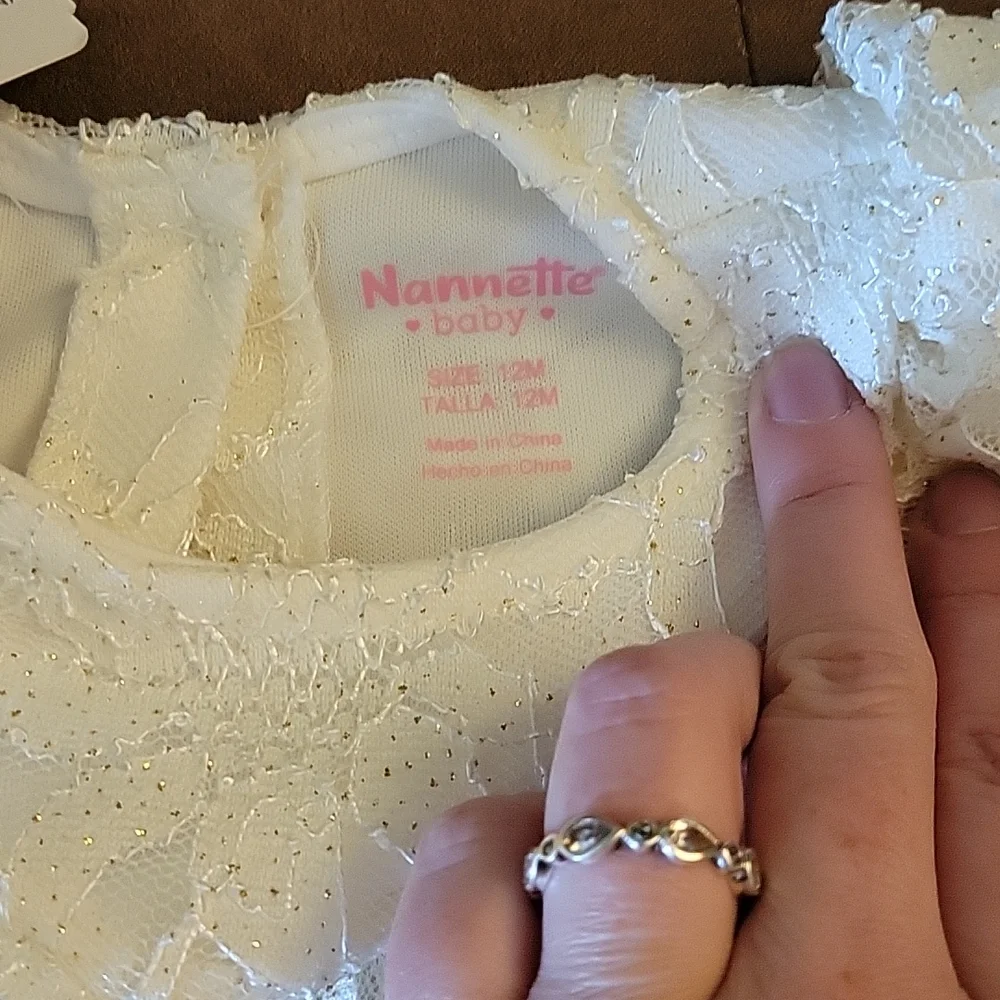 Nannette
baby
SIZE 12M
TALLA 12M
Made in China
Hecho en China